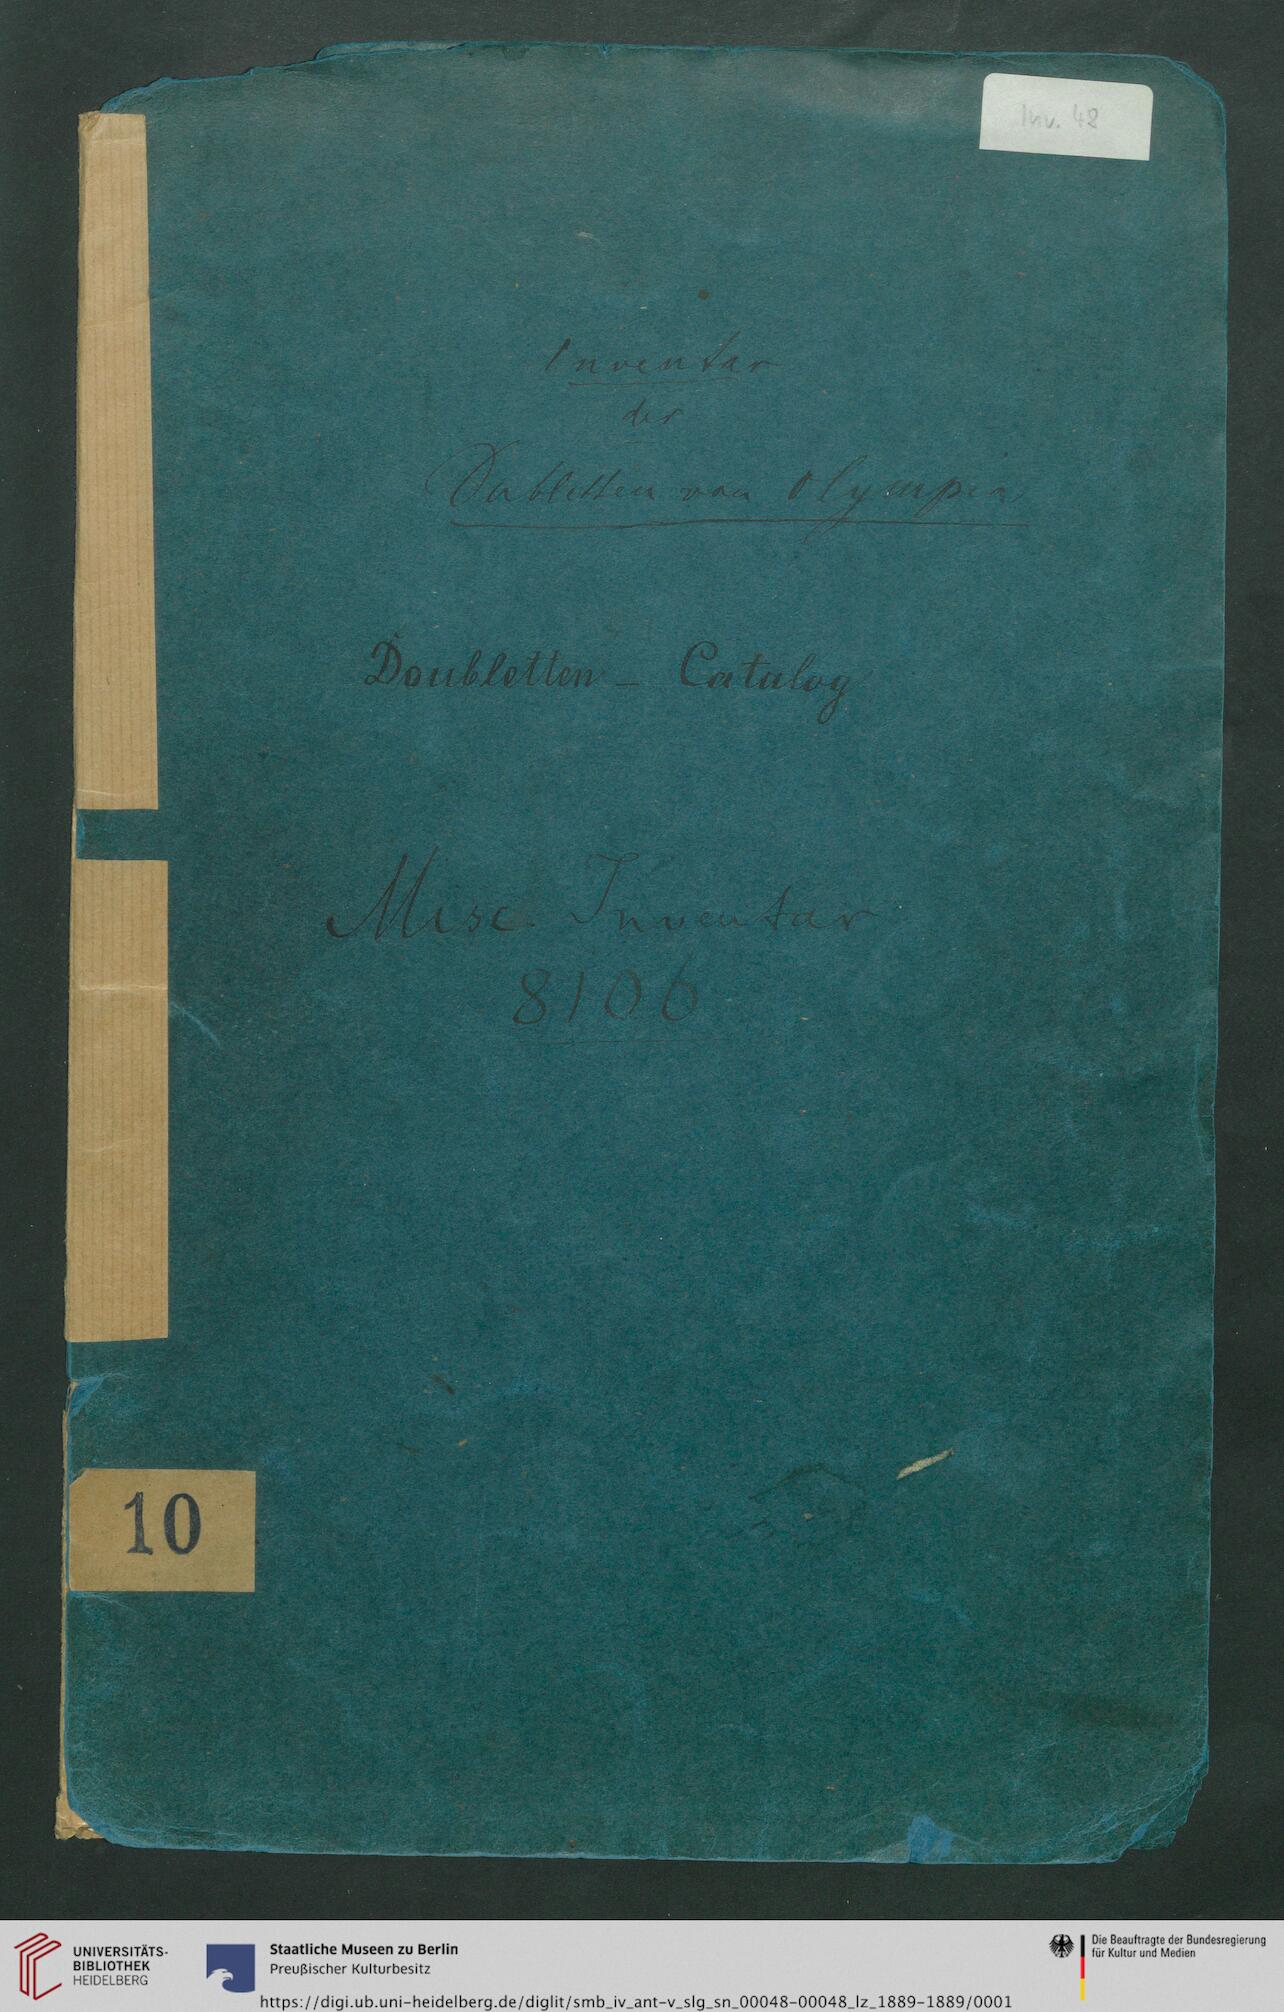 Inv. 48
Inventar
der
Dubletten von Olympia
Doubletten - Catalog
Misc. Inventar
8106
10
UNIVERSITÄTS-
BIBLIOTHEK
HEIDELBERG
Staatliche Museen zu Berlin
Preußischer Kulturbesitz
https://digi.ub.uni-heidelberg.de/diglit/smb_iv_ant-v_slg_sn_00048-00048_lz_1889-1889/0001
Die Beauftragte der Bundesregierung
für Kultur und Medien